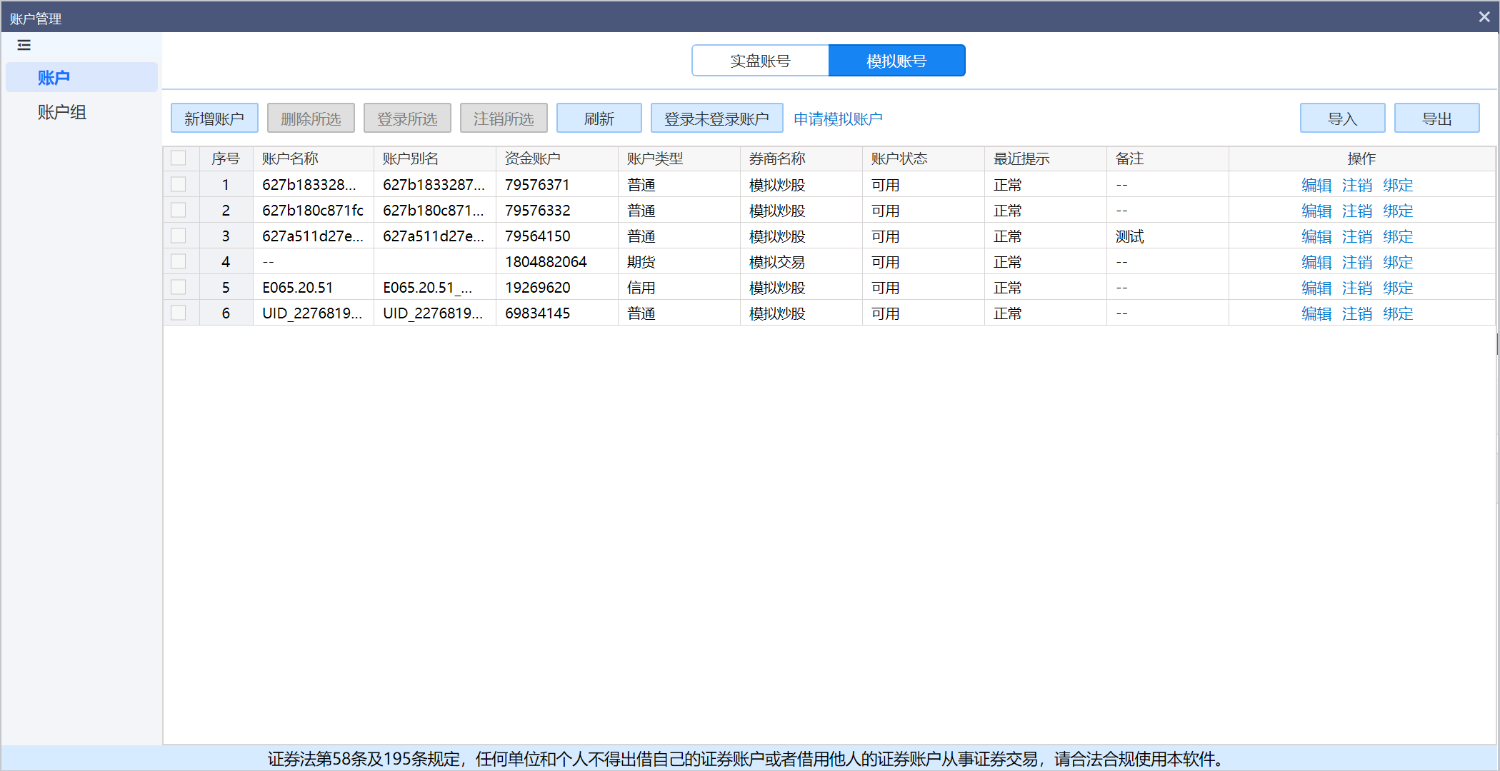 账户管理
账户
账户组
实盘账号 模拟账号
新增账户 删除所选 登录所选 注销所选 刷新 登录未登录账户 申请模拟账户 导入 导出
序号 账户名称 账户别名 资金账户 账户类型 券商名称 账户状态 最近提示 备注 操作
1 627b183328... 627b1833287... 79576371 普通 模拟炒股 可用 正常 -- 编辑 注销 绑定
2 627b180c871fc 627b180c871... 79576332 普通 模拟炒股 可用 正常 -- 编辑 注销 绑定
3 627a511d27e... 627a511d27e... 79564150 普通 模拟炒股 可用 正常 测试 编辑 注销 绑定
4 -- 1804882064 期货 模拟交易 可用 正常 -- 编辑 注销 绑定
5 E065.20.51 E065.20.51_... 19269620 信用 模拟炒股 可用 正常 -- 编辑 注销 绑定
6 UID_2276819... UID_2276819... 69834145 普通 模拟炒股 可用 正常 -- 编辑 注销 绑定
证券法第58条及195条规定，任何单位和个人不得出借自己的证券账户或者借用他人的证券账户从事证券交易，请合法合规使用本软件。